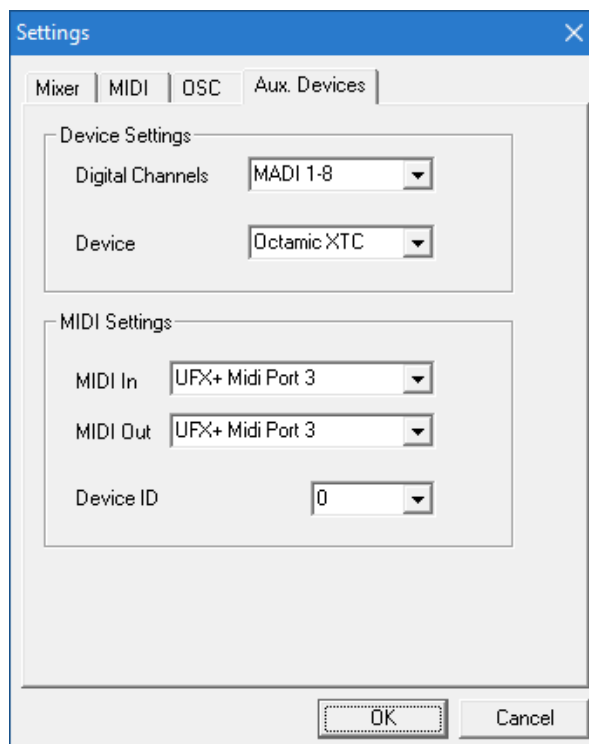 Settings
Mixer MIDI OSC Aux. Devices
Device Settings
Digital Channels MADI 1-8
Device Octamic XTC
MIDI Settings
MIDI In UFX+ Midi Port 3
MIDI Out UFX+ Midi Port 3
Device ID 0
OK Cancel